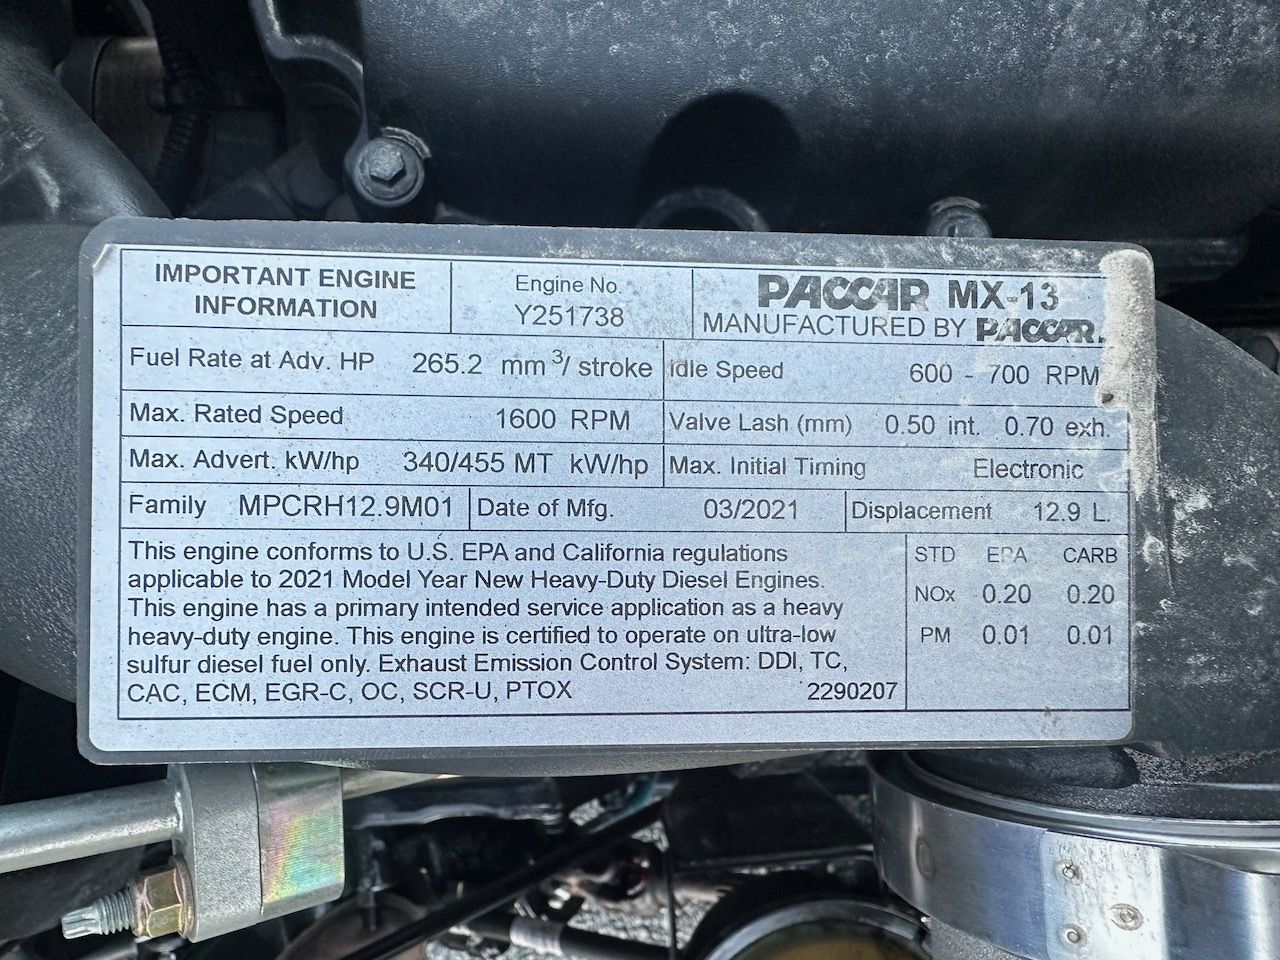 IMPORTANT ENGINE
INFORMATION
Engine No.
Y251738
PACCAR MX-13
MANUFACTURED BY PACCAR.
Fuel Rate at Adv. HP 265.2 mm³/ stroke
Idle Speed 600 - 700 RPM
Max. Rated Speed 1600 RPM
Valve Lash (mm) 0.50 int. 0.70 exh.
Max. Advert. kW/hp 340/455 MT kW/hp
Max. Initial Timing Electronic
Family MPCRH12.9M01
Date of Mfg. 03/2021
Displacement 12.9 L.
This engine conforms to U.S. EPA and California regulations
applicable to 2021 Model Year New Heavy-Duty Diesel Engines.
This engine has a primary intended service application as a heavy
heavy-duty engine. This engine is certified to operate on ultra-low
sulfur diesel fuel only. Exhaust Emission Control System: DDI, TC,
CAC, ECM, EGR-C, OC, SCR-U, PTOX 2290207
STD EPA CARB
NOx 0.20 0.20
PM 0.01 0.01